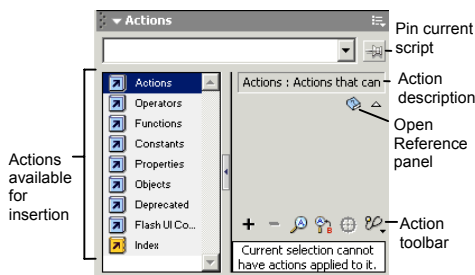 Actions
Pin current
script
Actions
Operators
Functions
Constants
Properties
Objects
Deprecated
Flash UI Co...
Index
Actions : Actions that can
Action
description
Open
Reference
panel
Actions
available
for
insertion
Action
toolbar
Current selection cannot
have actions applied to it.